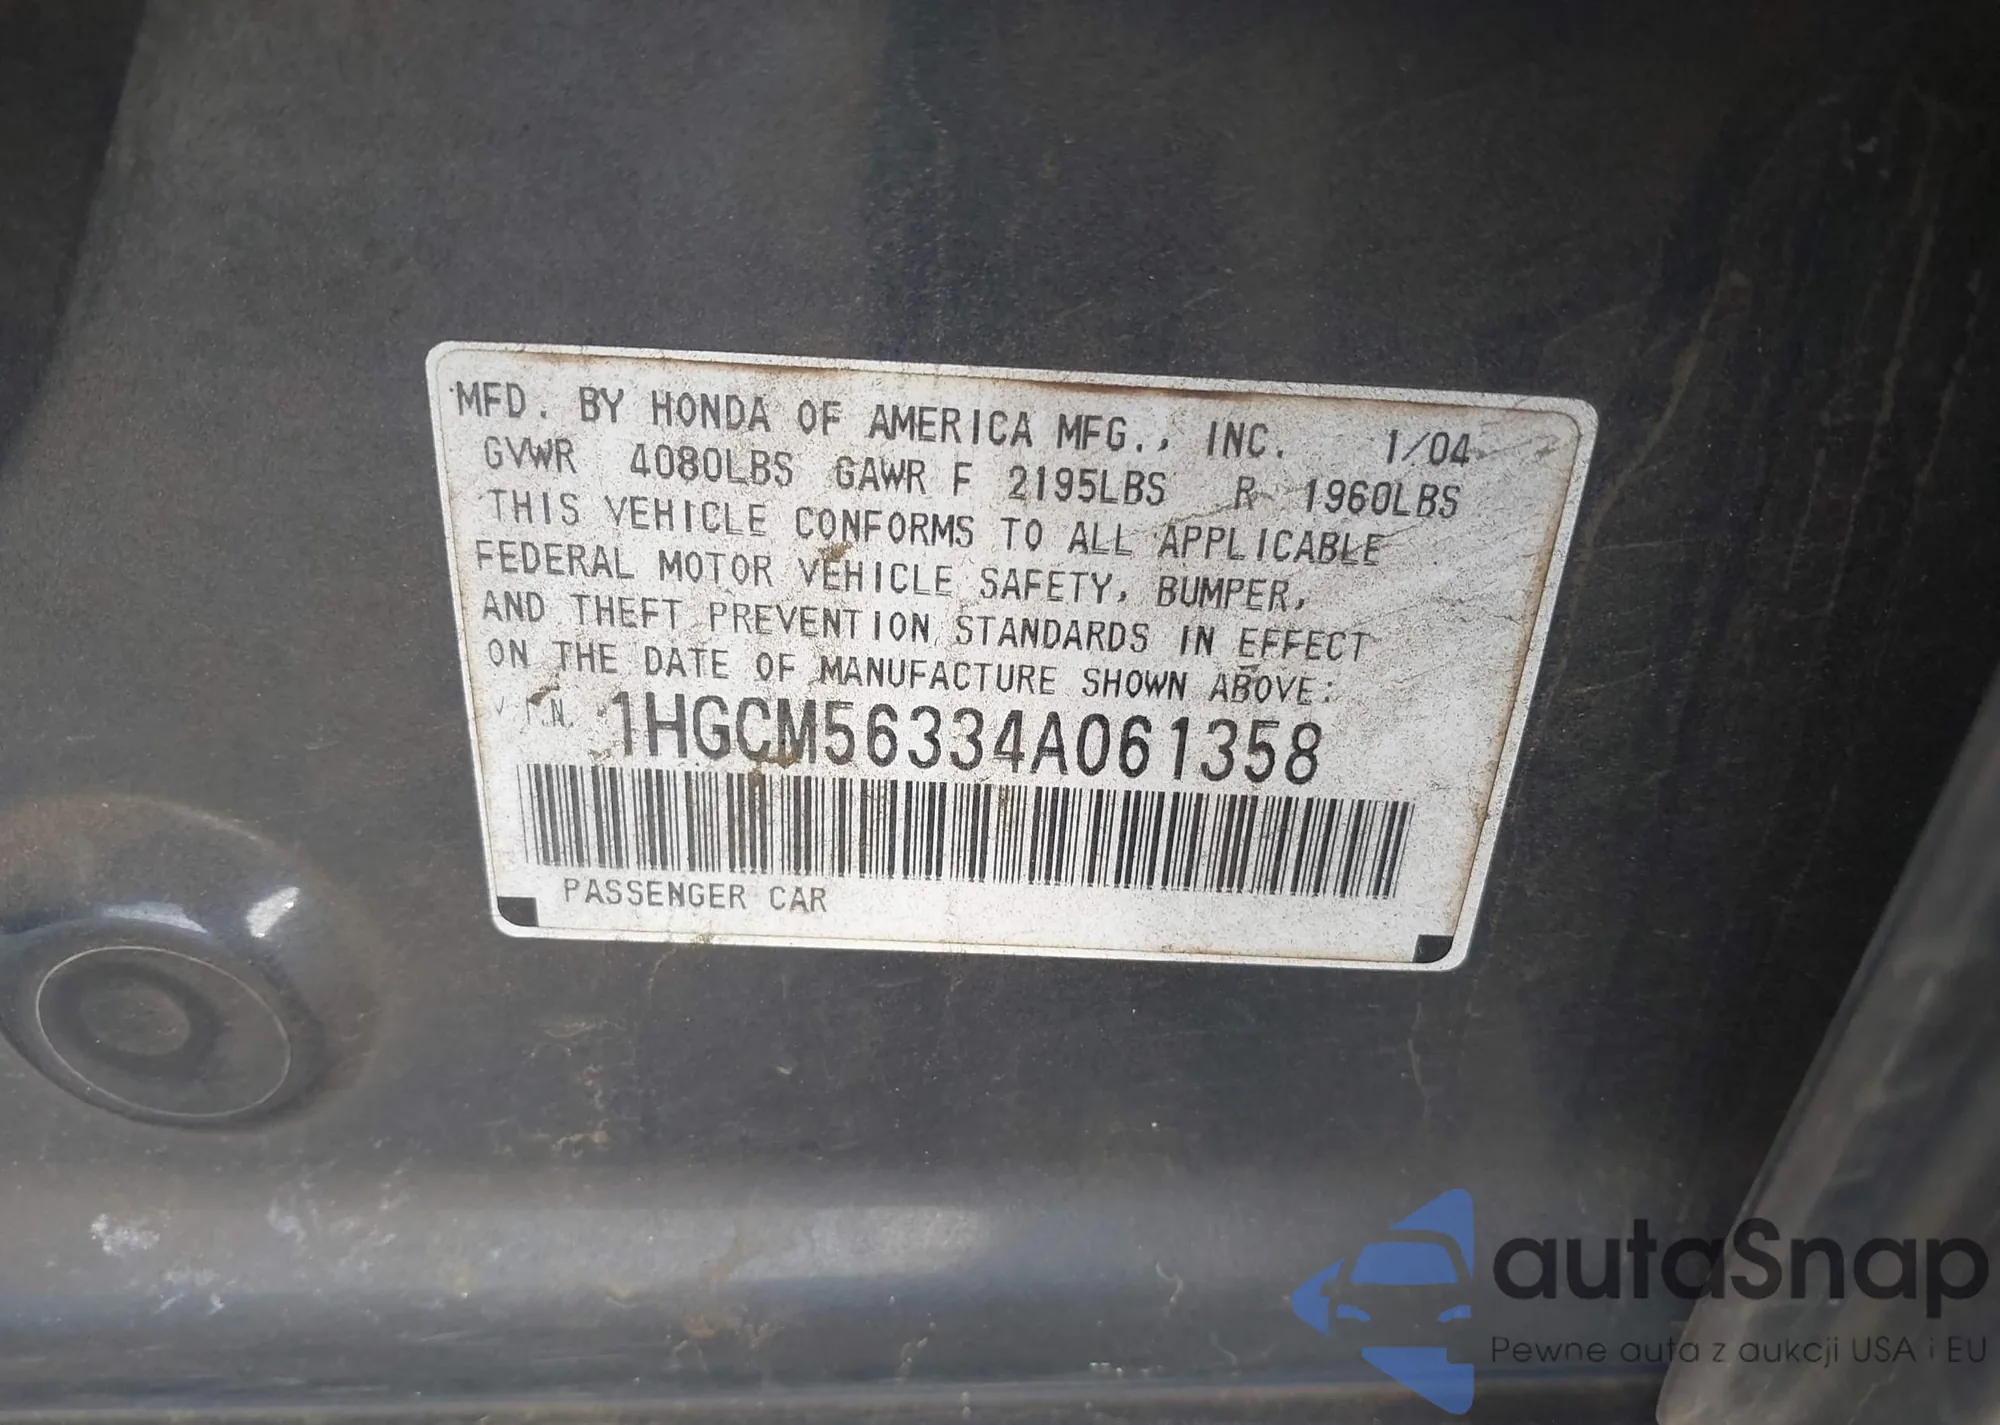 MFD. BY HONDA OF AMERICA MFG., INC. 1/04
GVWR 4080LBS GAWR F 2195LBS R 1960LBS
THIS VEHICLE CONFORMS TO ALL APPLICABLE
FEDERAL MOTOR VEHICLE SAFETY, BUMPER,
AND THEFT PREVENTION STANDARDS IN EFFECT
ON THE DATE OF MANUFACTURE SHOWN ABOVE:
V.I.N. 1HGCM56334A061358
PASSENGER CAR
autaSnap
Pewne auta z aukcji USA i EU